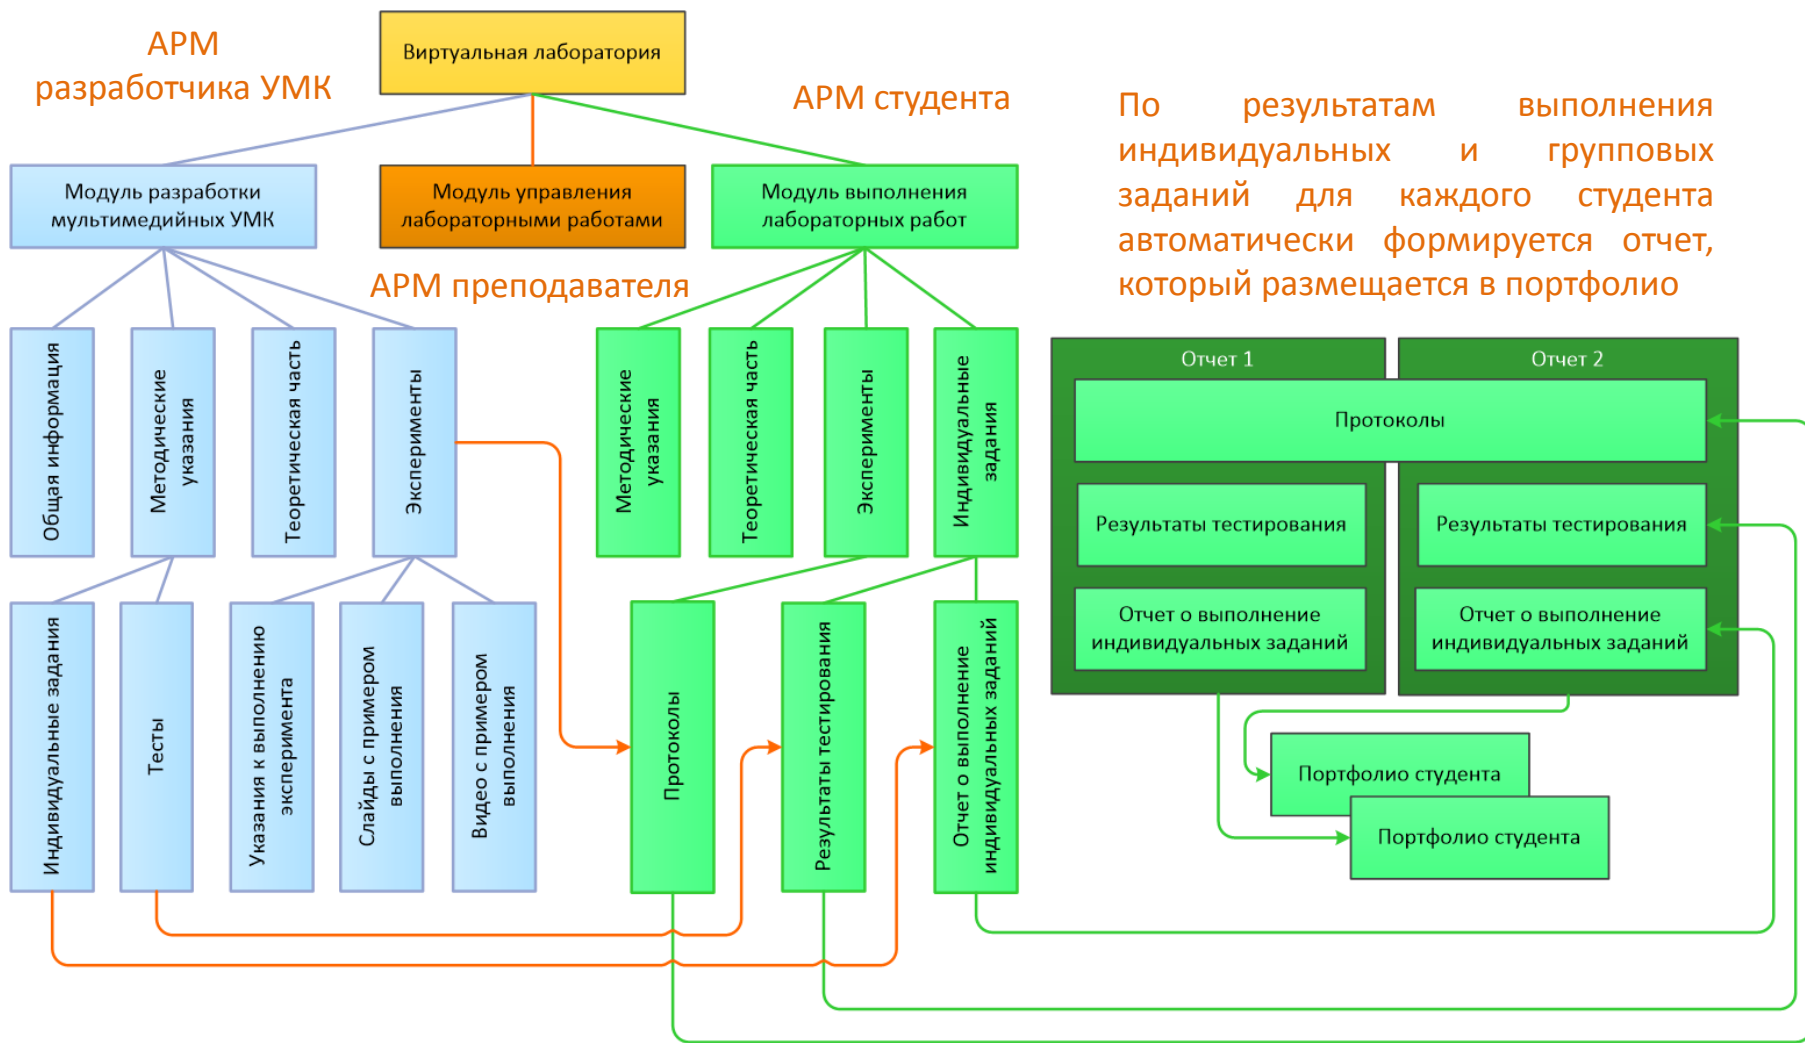 АРМ
разработчика УМК
Виртуальная лаборатория
АРМ студента
По результатам выполнения
индивидуальных и групповых
заданий для каждого студента
автоматически формируется отчет,
который размещается в портфолио
Модуль разработки
мультимедийных УМК
Модуль управления
лабораторными работами
Модуль выполнения
лабораторных работ
АРМ преподавателя
Общая информация
Методические
указания
Теоретическая часть
Эксперименты
Методические
указания
Теоретическая часть
Эксперименты
Индивидуальные
задания
Индивидуальные задания
Тесты
Указания к выполнению
эксперимента
Слайды с примером
выполнения
Видео с примером
выполнения
Протоколы
Результаты тестирования
Отчет о выполнение
индивидуальных заданий
Отчет 1
Отчет 2
Протоколы
Результаты тестирования
Результаты тестирования
Отчет о выполнение
индивидуальных заданий
Отчет о выполнение
индивидуальных заданий
Портфолио студента
Портфолио студента